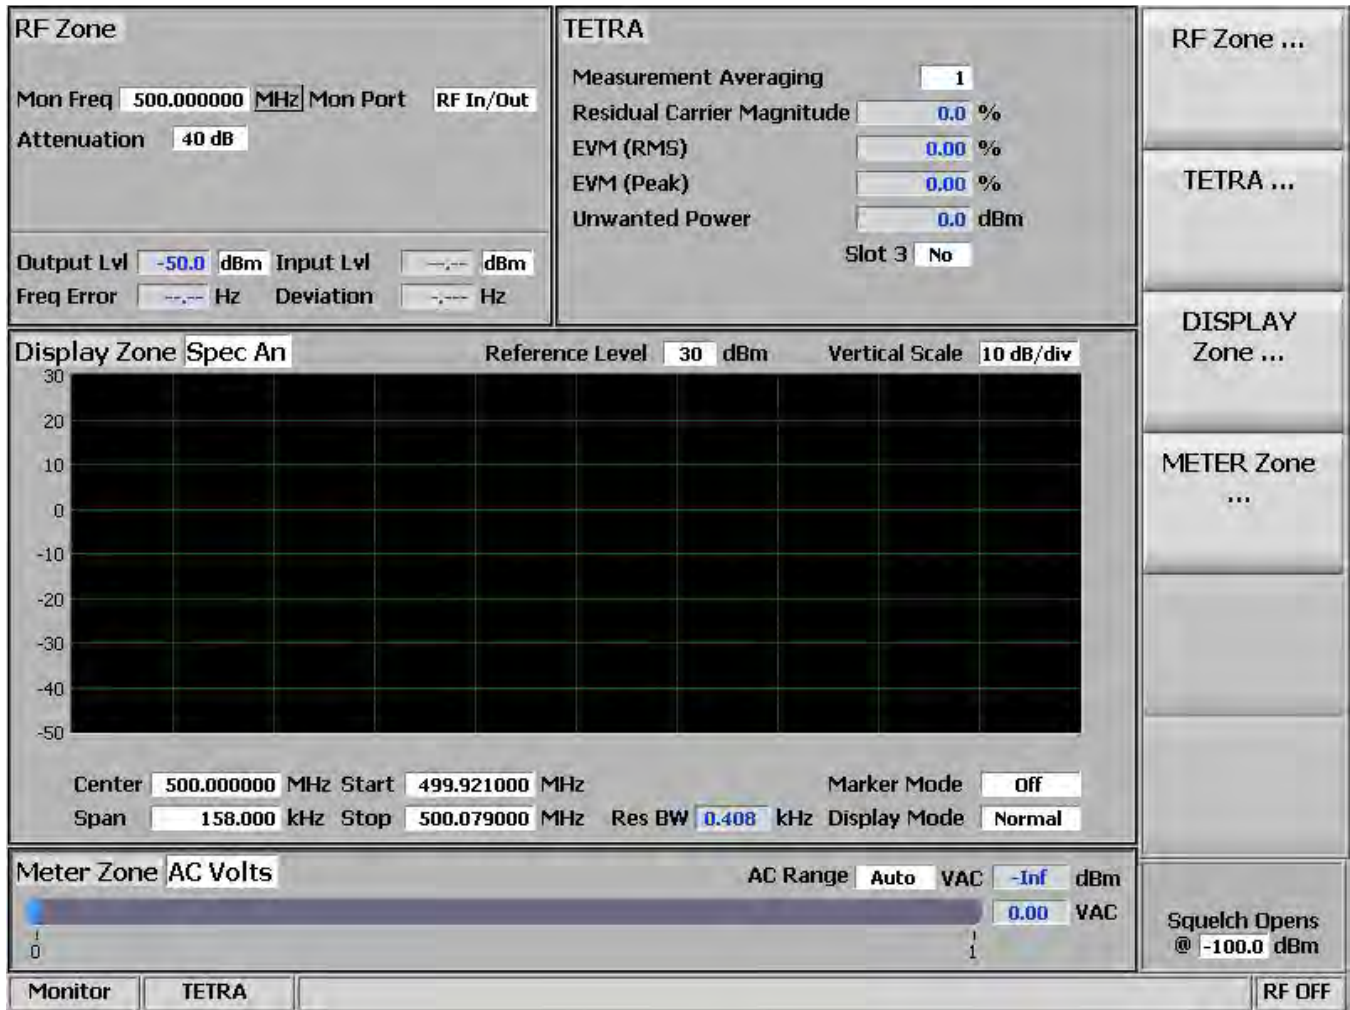 RF Zone
Mon Freq 500.000000 MHz Mon Port RF In/Out
Attenuation 40 dB
Output Lvl -50.0 dBm Input Lvl ---.-- dBm
Freq Error ---.-- Hz Deviation -.--- Hz
TETRA
Measurement Averaging 1
Residual Carrier Magnitude 0.0 %
EVM (RMS) 0.00 %
EVM (Peak) 0.00 %
Unwanted Power 0.0 dBm
Slot 3 No
Display Zone Spec An Reference Level 30 dBm Vertical Scale 10 dB/div
30
20
10
0
-10
-20
-30
-40
-50
Center 500.000000 MHz Start 499.921000 MHz Marker Mode Off
Span 158.000 kHz Stop 500.079000 MHz Res BW 0.408 kHz Display Mode Normal
Meter Zone AC Volts AC Range Auto VAC -Inf dBm
0.00 VAC
0 1
Monitor TETRA RF OFF
RF Zone ...
TETRA ...
DISPLAY
Zone ...
METER Zone
...
Squelch Opens
@ -100.0 dBm